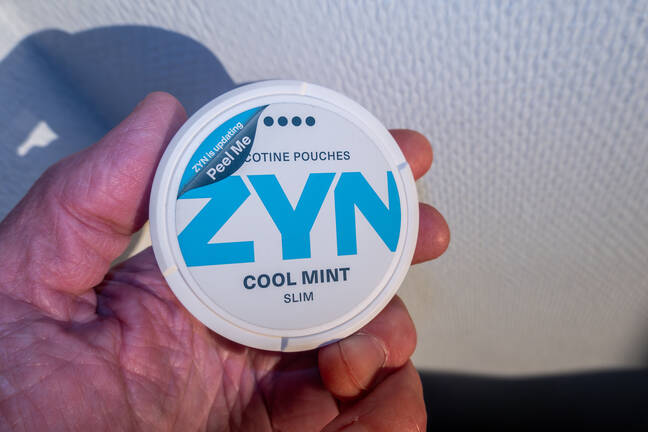 ZYN is updating
Peel Me
COTINE POUCHES
ZYN
COOL MINT
SLIM